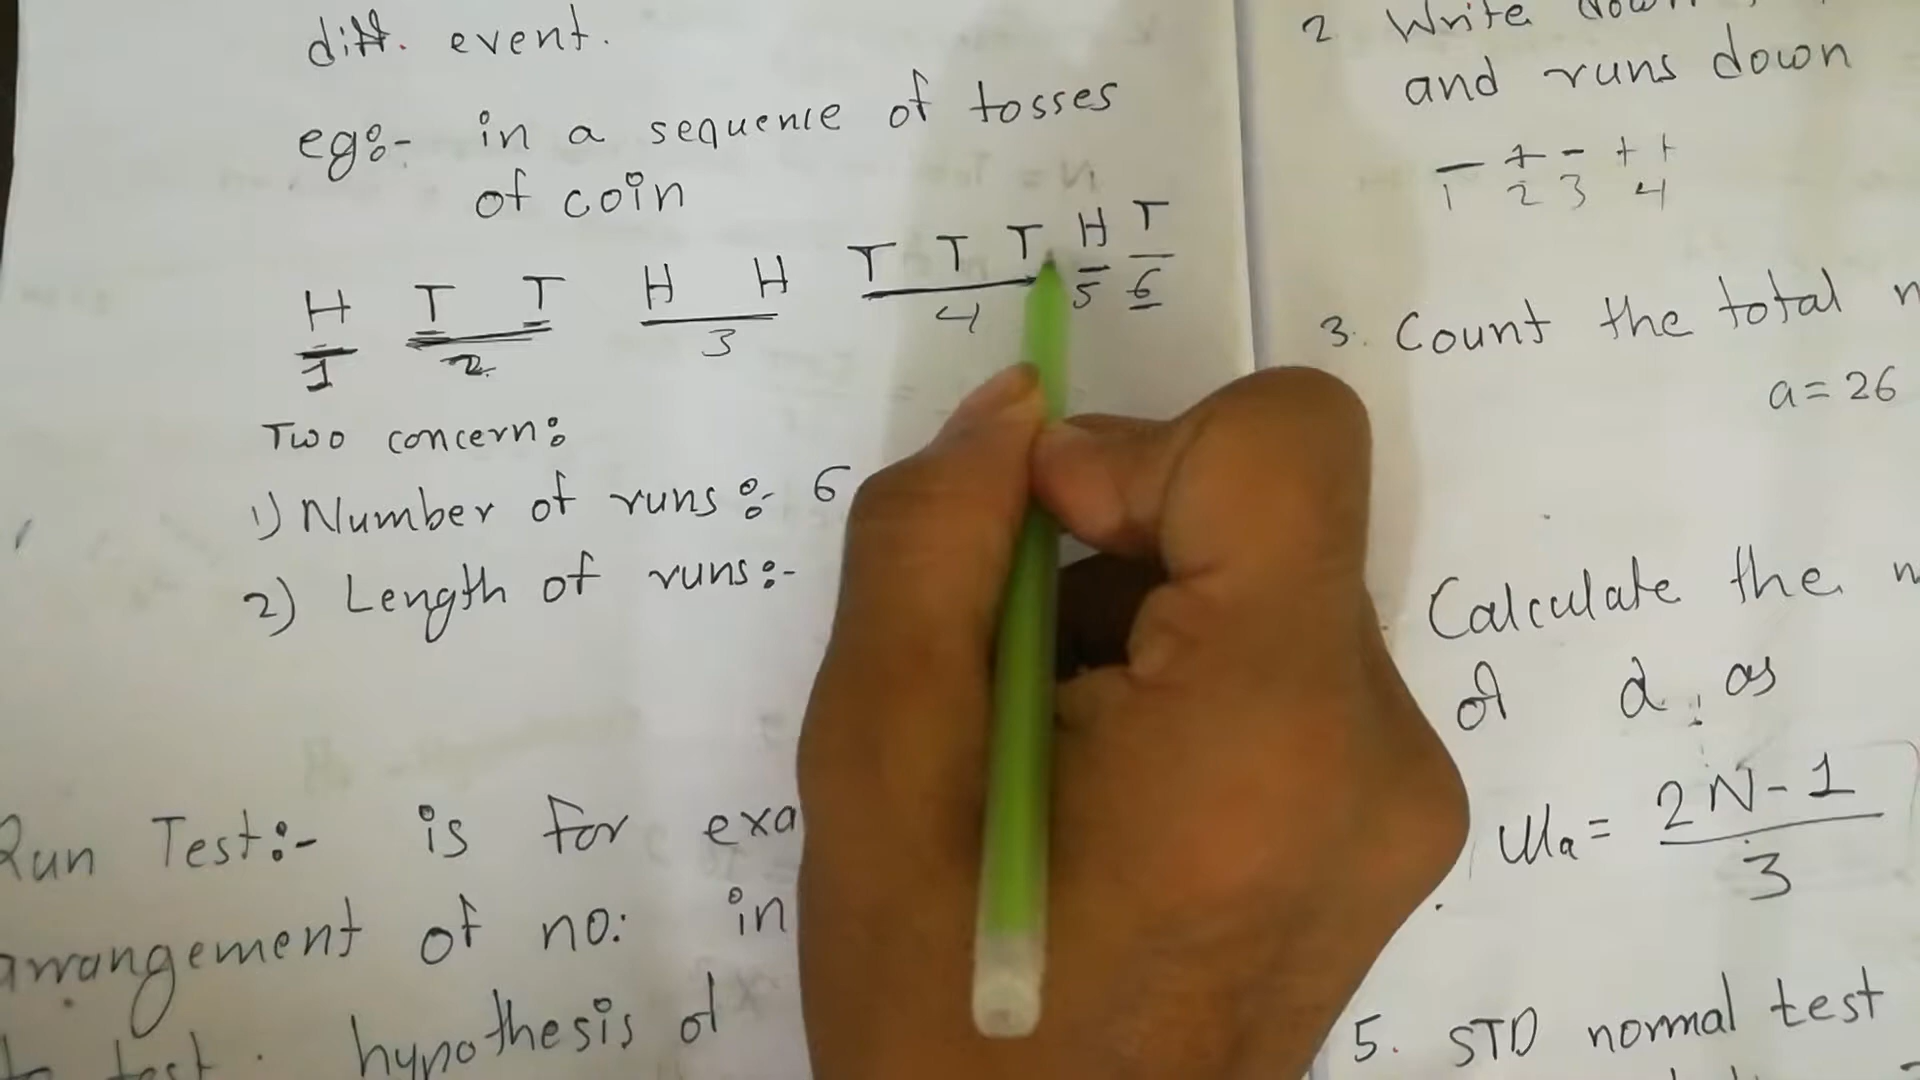 diff. event.
eg:- in a sequence of tosses
of coin
H T T H H T T T H T
1 2 3 4 5 6
Two concern:
1) Number of runs :- 6
2) Length of runs:-
Run Test:- is for
arrangement of no: in
test. hypothesis of
2 Write down
and runs down
- + - + +
1 2 3 4
3. Count the total
a = 26
Calculate the
of a, as
μa = 2N-1
3
5. STD normal test